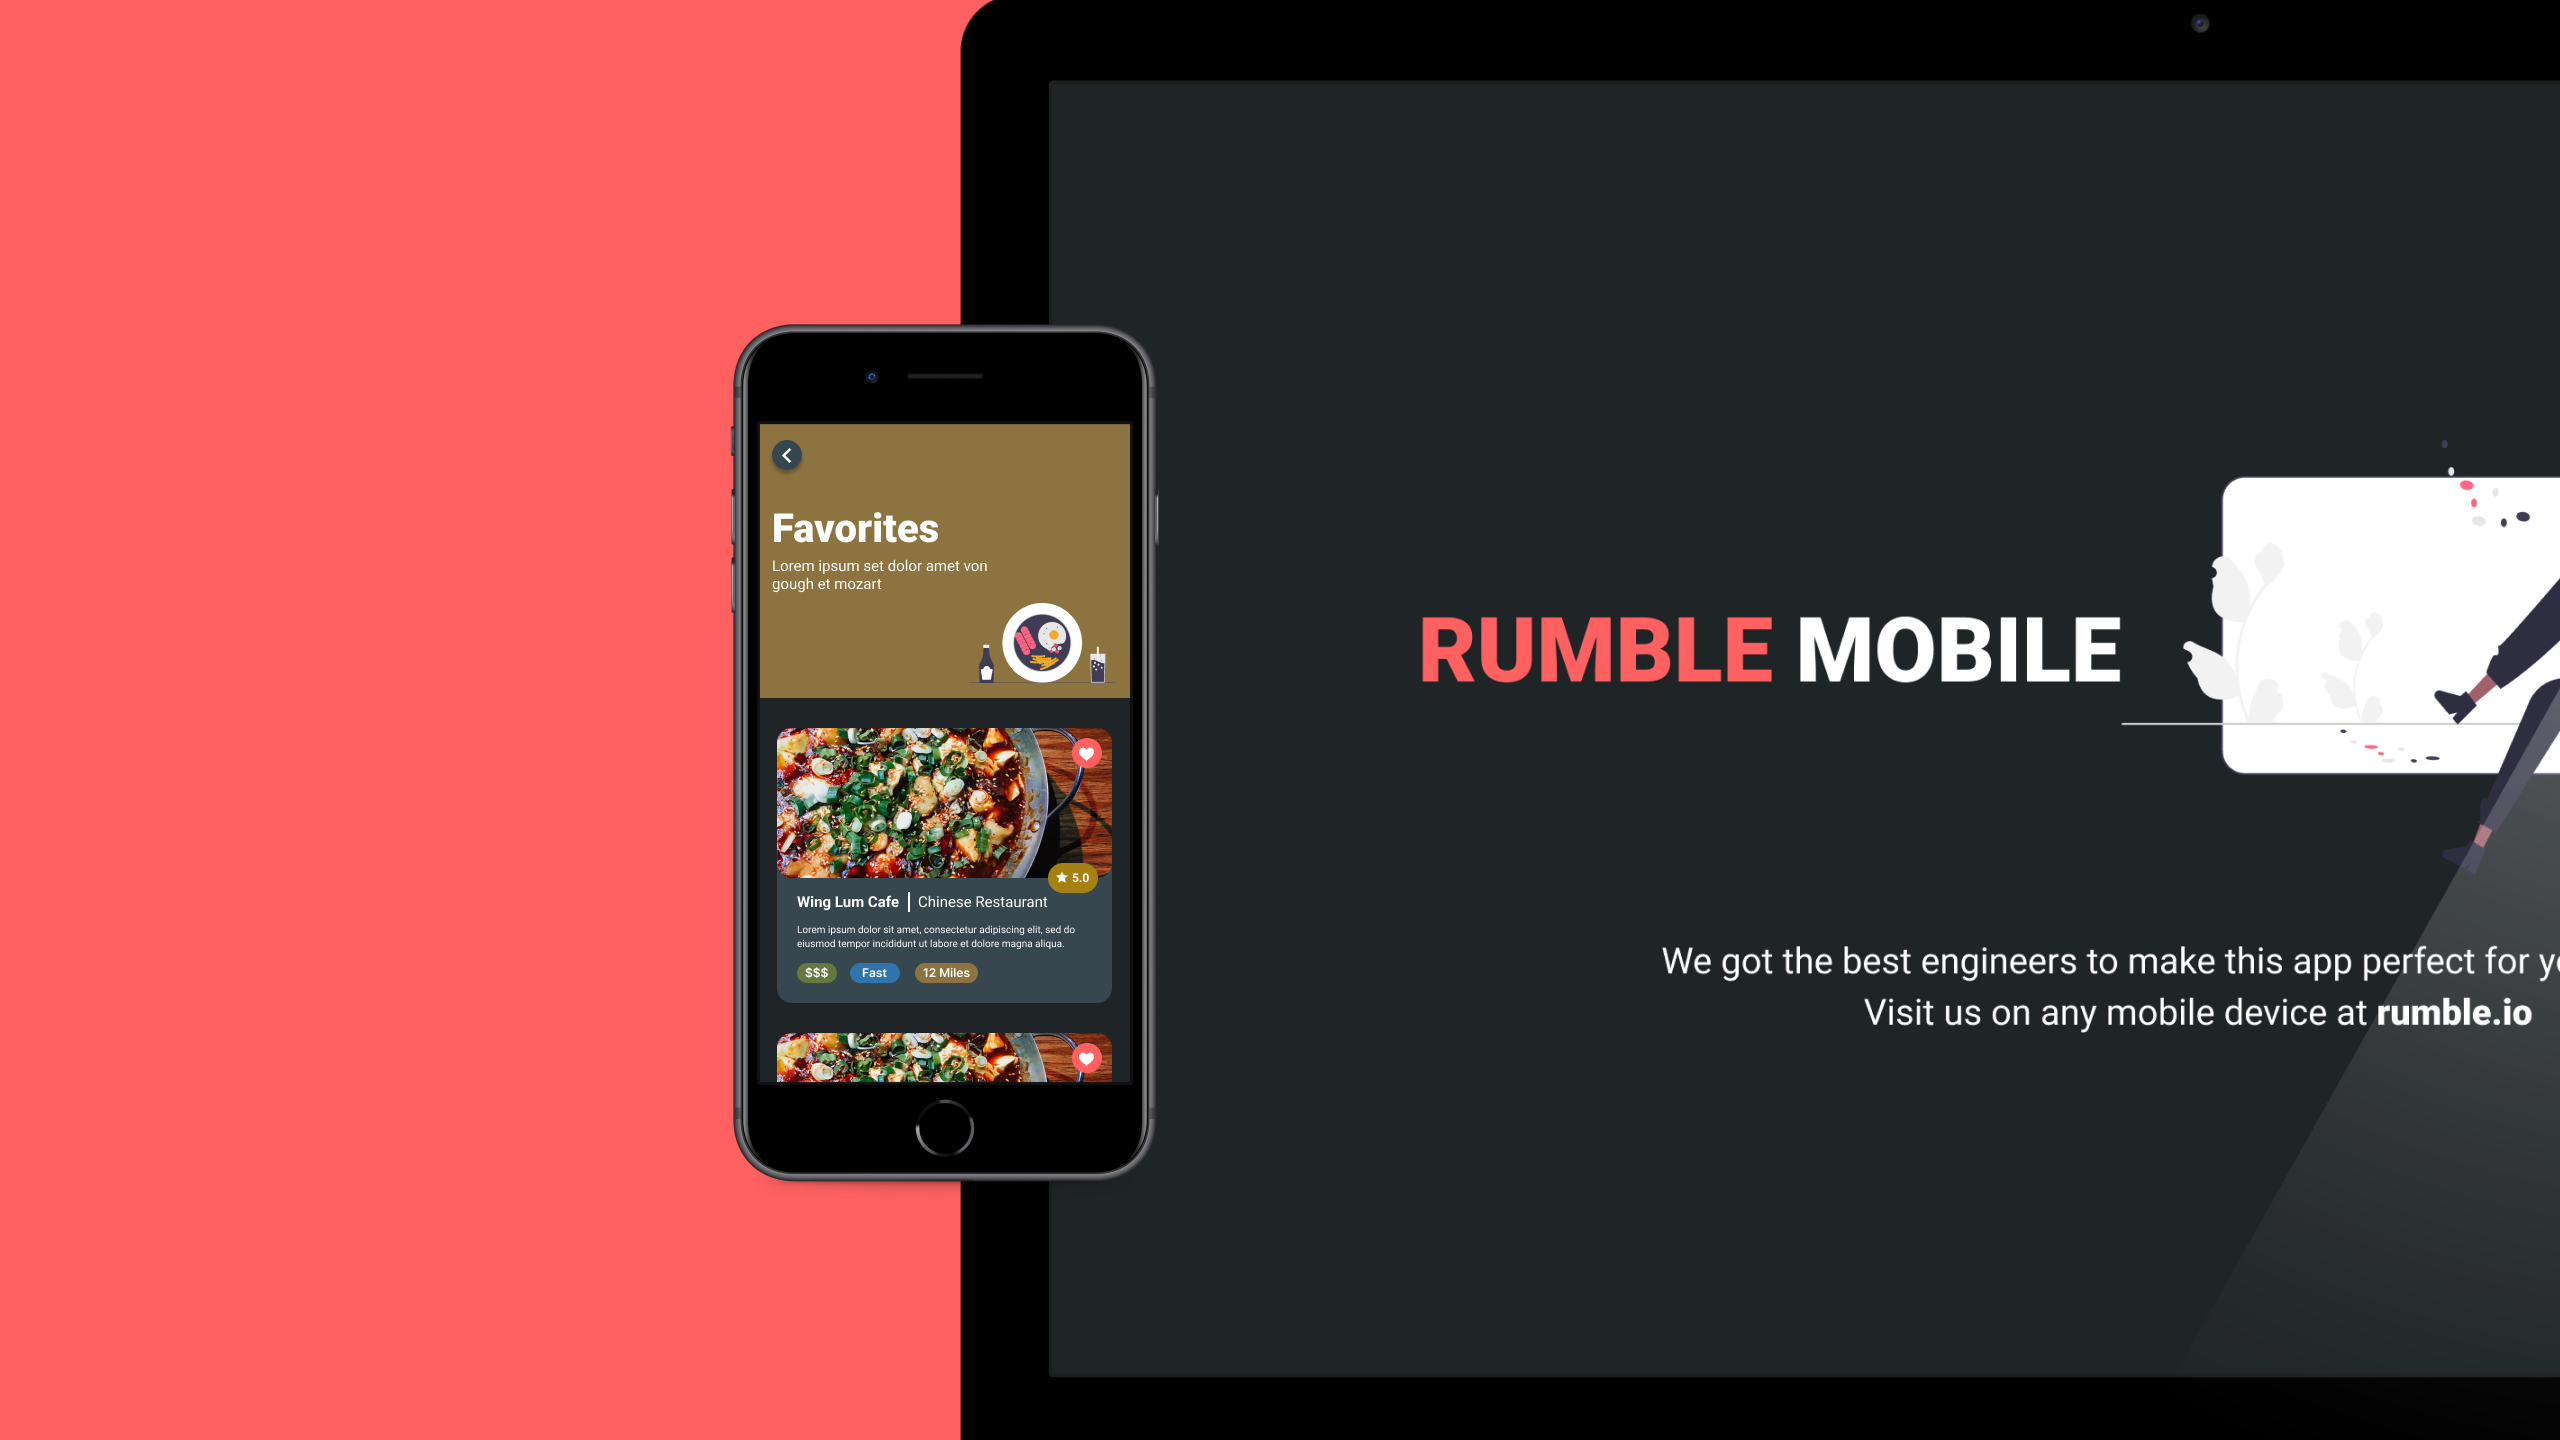 Favorites
Lorem ipsum set dolor amet von
gough et mozart
5.0
Wing Lum Cafe | Chinese Restaurant
Lorem ipsum dolor sit amet, consectetur adipiscing elit, sed do
eiusmod tempor incididunt ut labore et dolore magna aliqua.
$$$ Fast 12 Miles
RUMBLE MOBILE
We got the best engineers to make this app perfect for
Visit us on any mobile device at rumble.io